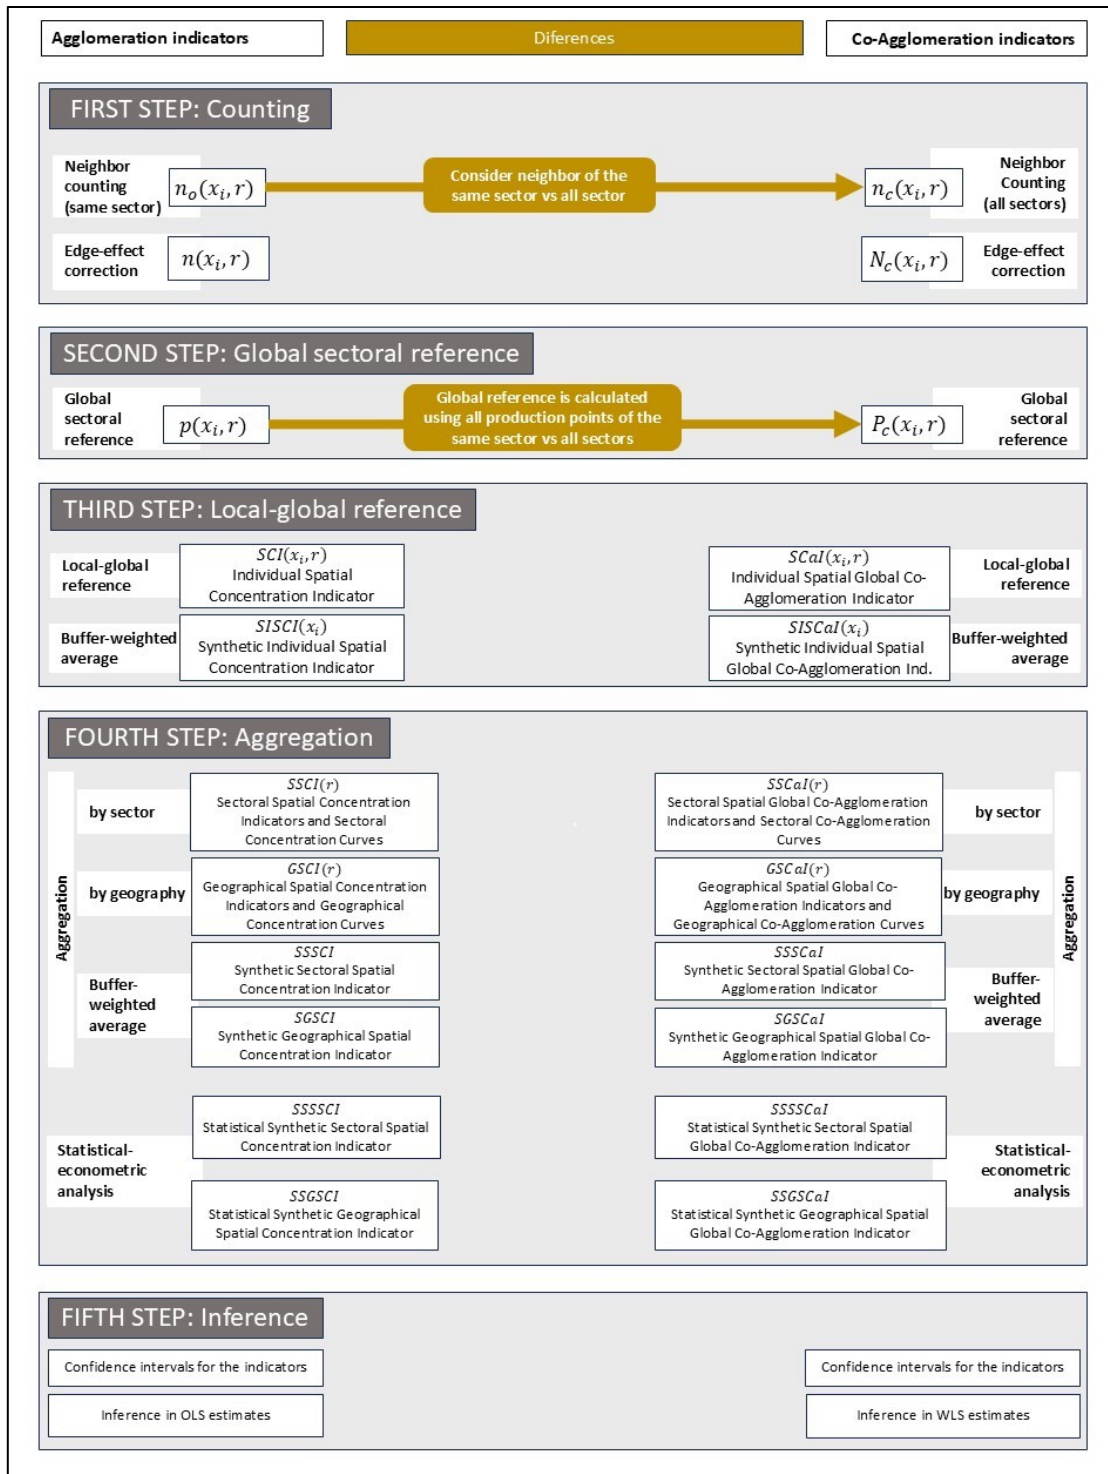 Agglomeration indicators
Diferences
Co-Agglomeration indicators
FIRST STEP: Counting
Neighbor
counting
(same sector)
n_o(x_i, r)
Consider neighbor of the
same sector vs all sector
n_c(x_i, r)
Neighbor
Counting
(all sectors)
Edge-effect
correction
n(x_i, r)
N_c(x_i, r)
Edge-effect
correction
SECOND STEP: Global sectoral reference
Global
sectoral
reference
p(x_i, r)
Global reference is calculated
using all production points of the
same sector vs all sectors
P_c(x_i, r)
Global
sectoral
reference
THIRD STEP: Local-global reference
Local-global
reference
SCI(x_i, r)
Individual Spatial
Concentration Indicator
SCaI(x_i, r)
Individual Spatial Global Co-
Agglomeration Indicator
Local-global
reference
Buffer-weighted
average
SISCI(x_i)
Synthetic Individual Spatial
Concentration Indicator
SISCaI(x_i)
Synthetic Individual Spatial
Global Co-Agglomeration Ind.
Buffer-weighted
average
FOURTH STEP: Aggregation
Aggregation
by sector
SSCI(r)
Sectoral Spatial Concentration
Indicators and Sectoral
Concentration Curves
SSCaI(r)
Sectoral Spatial Global Co-Agglomeration
Indicators and Sectoral Co-Agglomeration
Curves
by sector
Aggregation
by geography
GSCI(r)
Geographical Spatial Concentration
Indicators and Geographical
Concentration Curves
GSCaI(r)
Geographical Spatial Global Co-
Agglomeration Indicators and
Geographical Co-Agglomeration Curves
by geography
Buffer-
weighted
average
SSSCI
Synthetic Sectoral Spatial
Concentration Indicator
SSSCaI
Synthetic Sectoral Spatial Global Co-
Agglomeration Indicator
Buffer-
weighted
average
SGSCI
Synthetic Geographical Spatial
Concentration Indicator
SGSCaI
Synthetic Geographical Spatial Global Co-
Agglomeration Indicator
Statistical-
econometric
analysis
SSSSCI
Statistical Synthetic Sectoral Spatial
Concentration Indicator
SSSSCaI
Statistical Synthetic Sectoral Spatial
Global Co-Agglomeration Indicator
Statistical-
econometric
analysis
SSGSCI
Statistical Synthetic Geographical
Spatial Concentration Indicator
SSGSCaI
Statistical Synthetic Geographical Spatial
Global Co-Agglomeration Indicator
FIFTH STEP: Inference
Confidence intervals for the indicators
Confidence intervals for the indicators
Inference in OLS estimates
Inference in WLS estimates